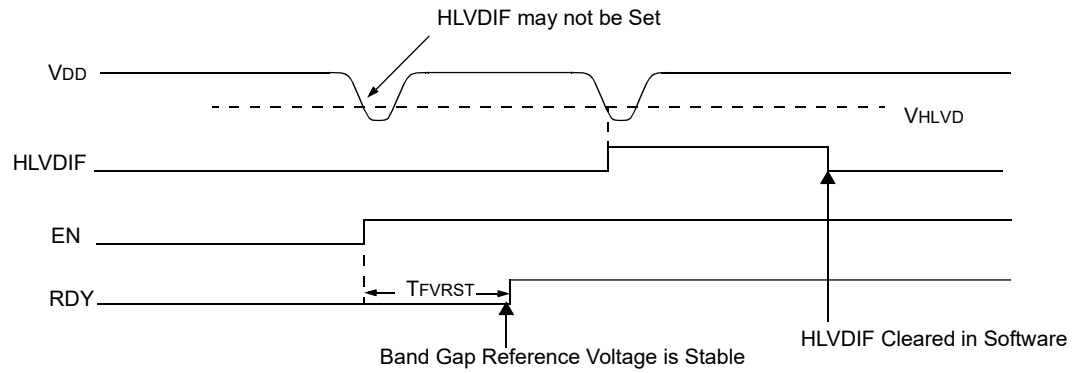 HLVDIF may not be Set
VDD
VHLVD
HLVDIF
EN
TFVRST
RDY
HLVDIF Cleared in Software
Band Gap Reference Voltage is Stable